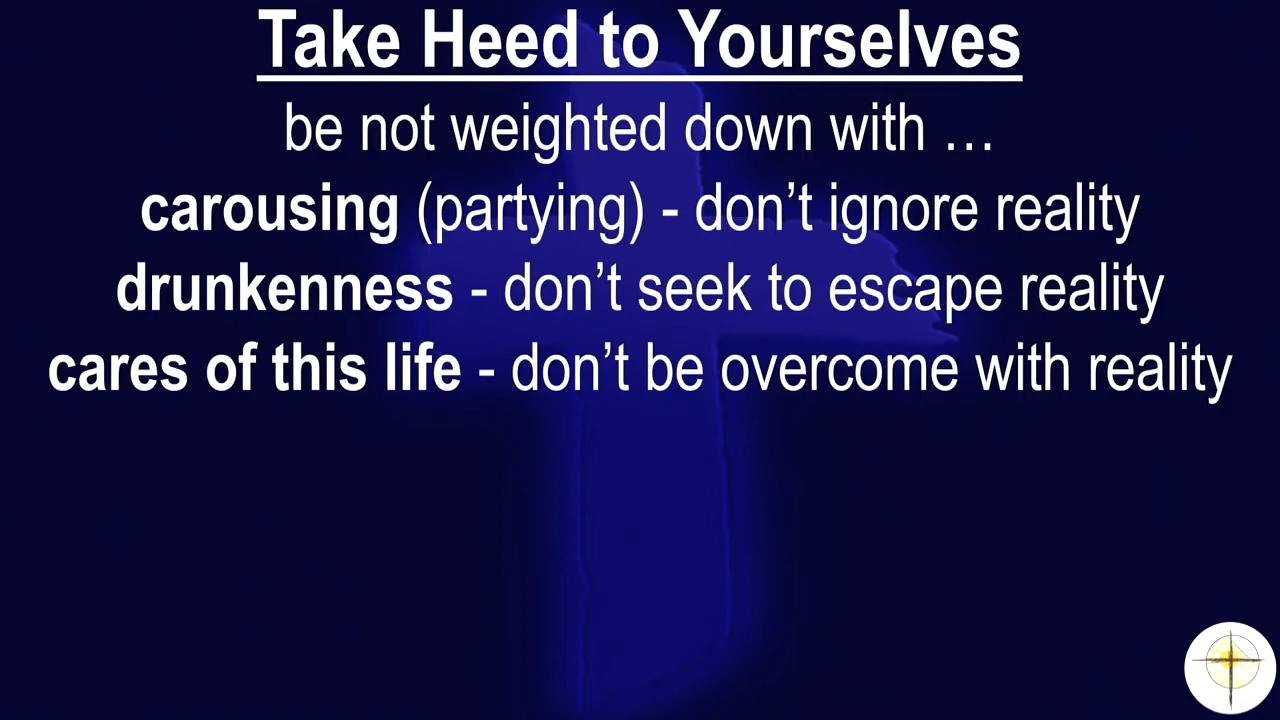 Take Heed to Yourselves
be not weighted down with …
carousing (partying) - don’t ignore reality
drunkenness - don’t seek to escape reality
cares of this life - don’t be overcome with reality